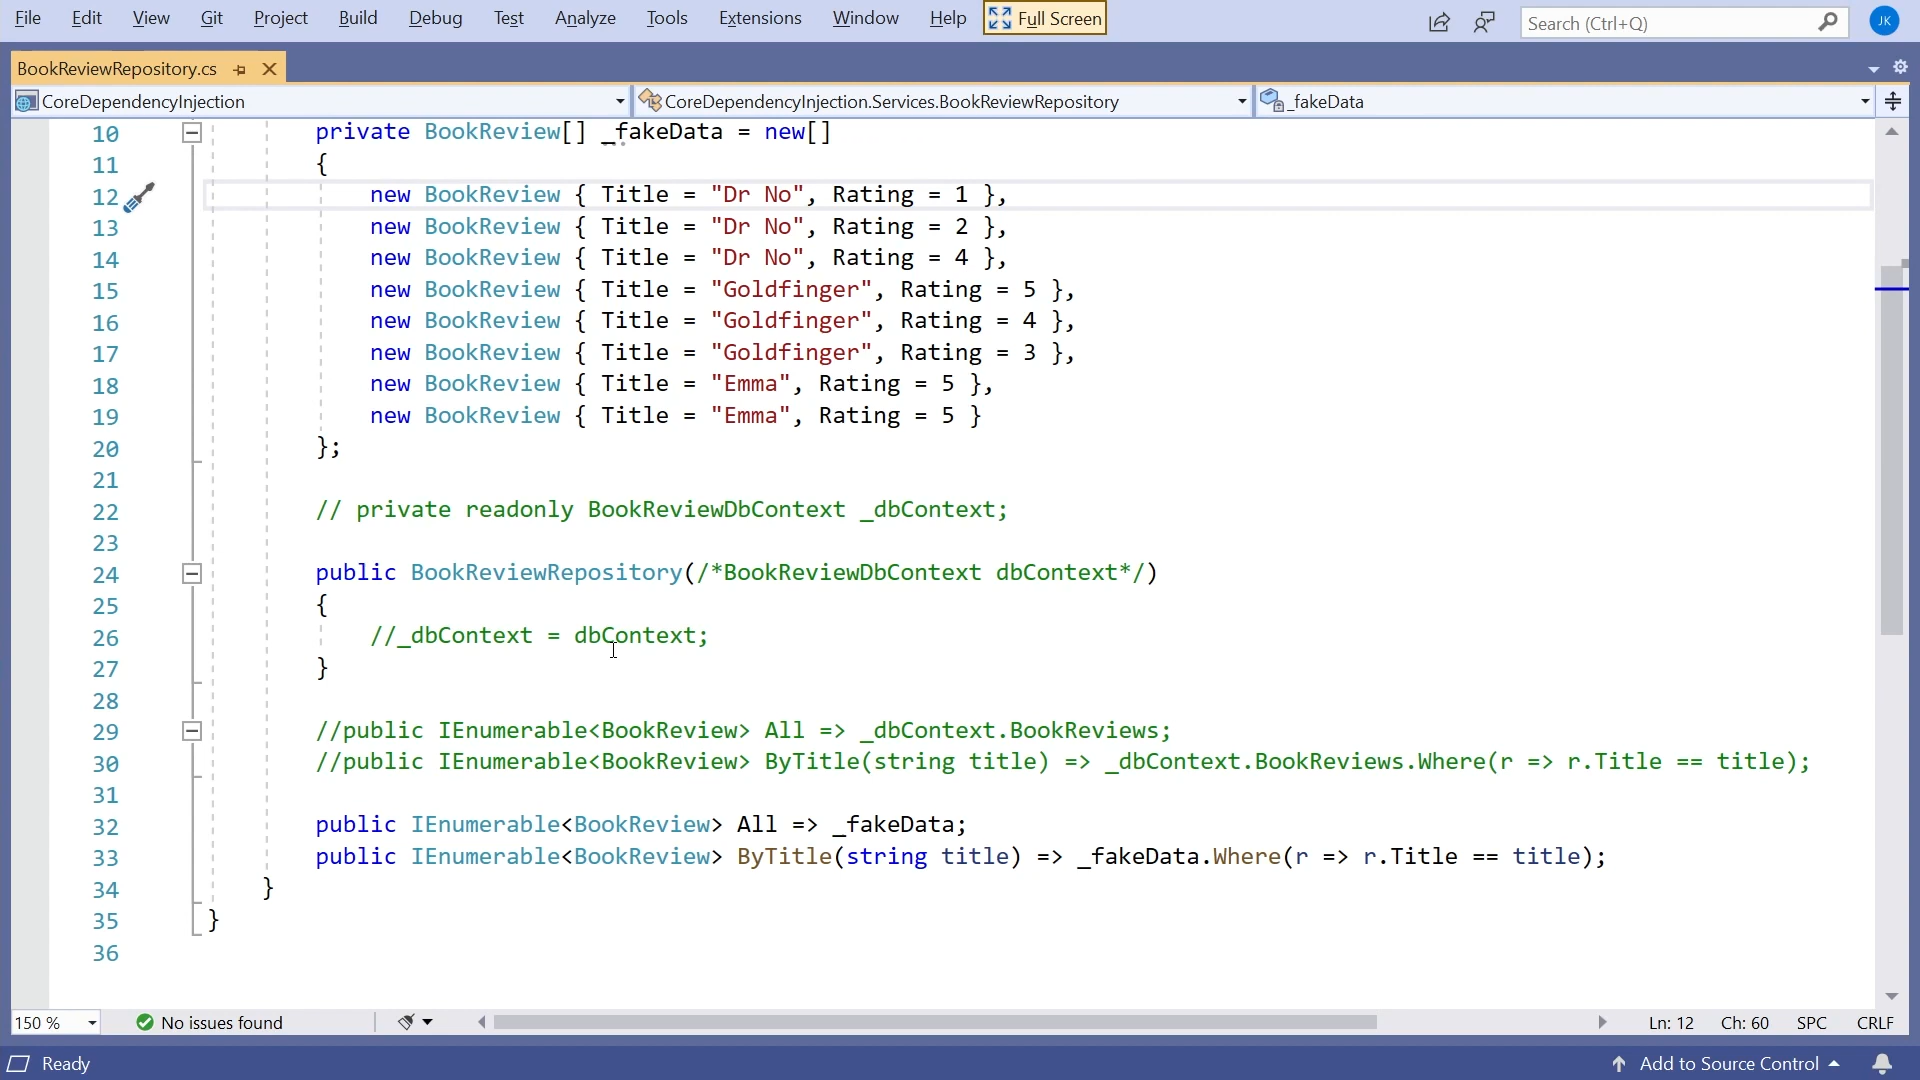 File Edit View Git Project Build Debug Test Analyze Tools Extensions Window Help Full Screen Search (Ctrl+Q) JK
BookReviewRepository.cs
CoreDependencyInjection CoreDependencyInjection.Services.BookReviewRepository _fakeData
10 private BookReview[] _fakeData = new[]
11 {
12 new BookReview { Title = "Dr No", Rating = 1 },
13 new BookReview { Title = "Dr No", Rating = 2 },
14 new BookReview { Title = "Dr No", Rating = 4 },
15 new BookReview { Title = "Goldfinger", Rating = 5 },
16 new BookReview { Title = "Goldfinger", Rating = 4 },
17 new BookReview { Title = "Goldfinger", Rating = 3 },
18 new BookReview { Title = "Emma", Rating = 5 },
19 new BookReview { Title = "Emma", Rating = 5 }
20 };
21
22 // private readonly BookReviewDbContext _dbContext;
23
24 public BookReviewRepository(/*BookReviewDbContext dbContext*/)
25 {
26 //_dbContext = dbContext;
27 }
28
29 //public IEnumerable<BookReview> All => _dbContext.BookReviews;
30 //public IEnumerable<BookReview> ByTitle(string title) => _dbContext.BookReviews.Where(r => r.Title == title);
31
32 public IEnumerable<BookReview> All => _fakeData;
33 public IEnumerable<BookReview> ByTitle(string title) => _fakeData.Where(r => r.Title == title);
34 }
35 }
36
150 % No issues found Ln: 12 Ch: 60 SPC CRLF
Ready Add to Source Control